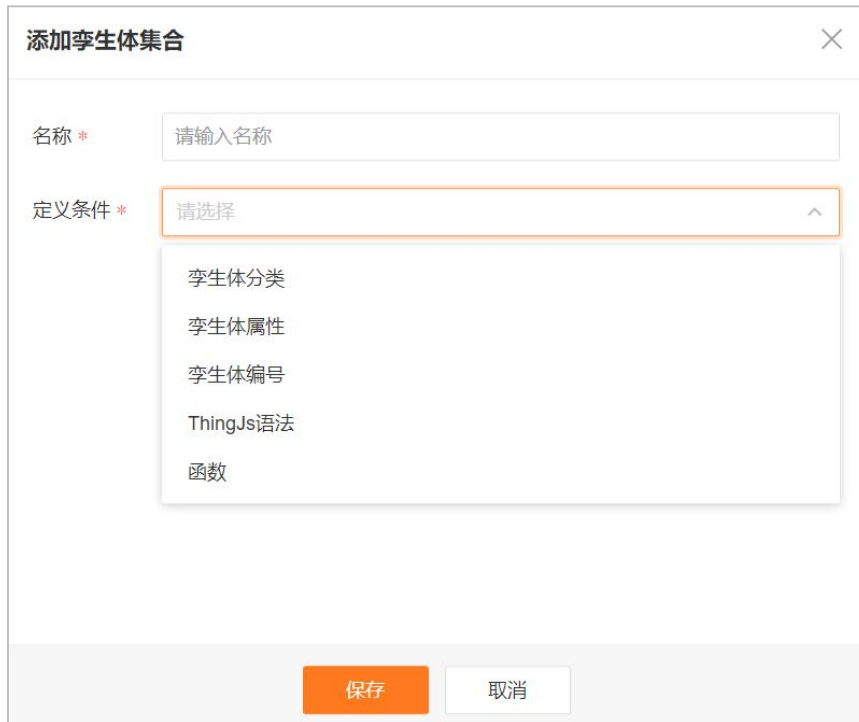 添加孪生体集合
名称 *
请输入名称
定义条件 *
请选择
孪生体分类
孪生体属性
孪生体编号
ThingJs语法
函数
保存
取消